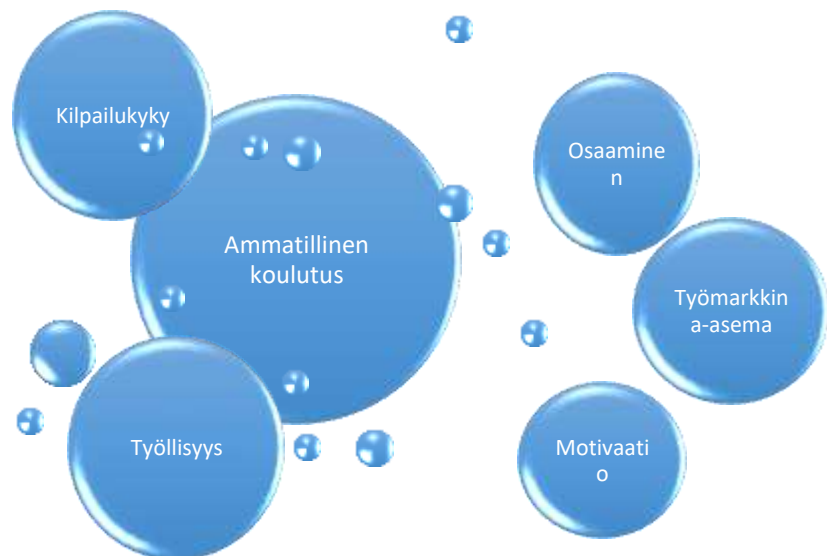 Kilpailukyky
Ammatillinen
koulutus
Työllisyys
Osaamine
n
Työmarkkin
a-asema
Motivaati
o